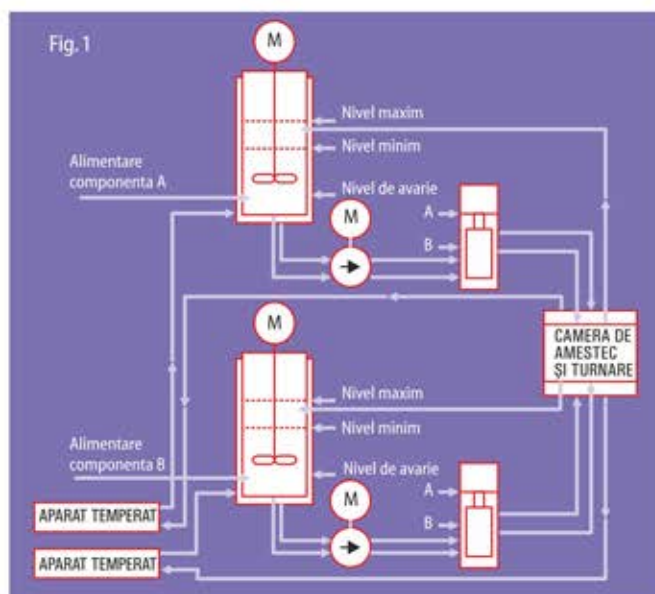 Fig. 1
M
Nivel maxim
Nivel minim
Alimentare
componenta A
Nivel de avarie
M
A
B
M
CAMERA DE
AMESTEC
ȘI TURNARE
Nivel maxim
Nivel minim
Alimentare
componenta B
Nivel de avarie
M
A
B
APARAT TEMPERAT
APARAT TEMPERAT